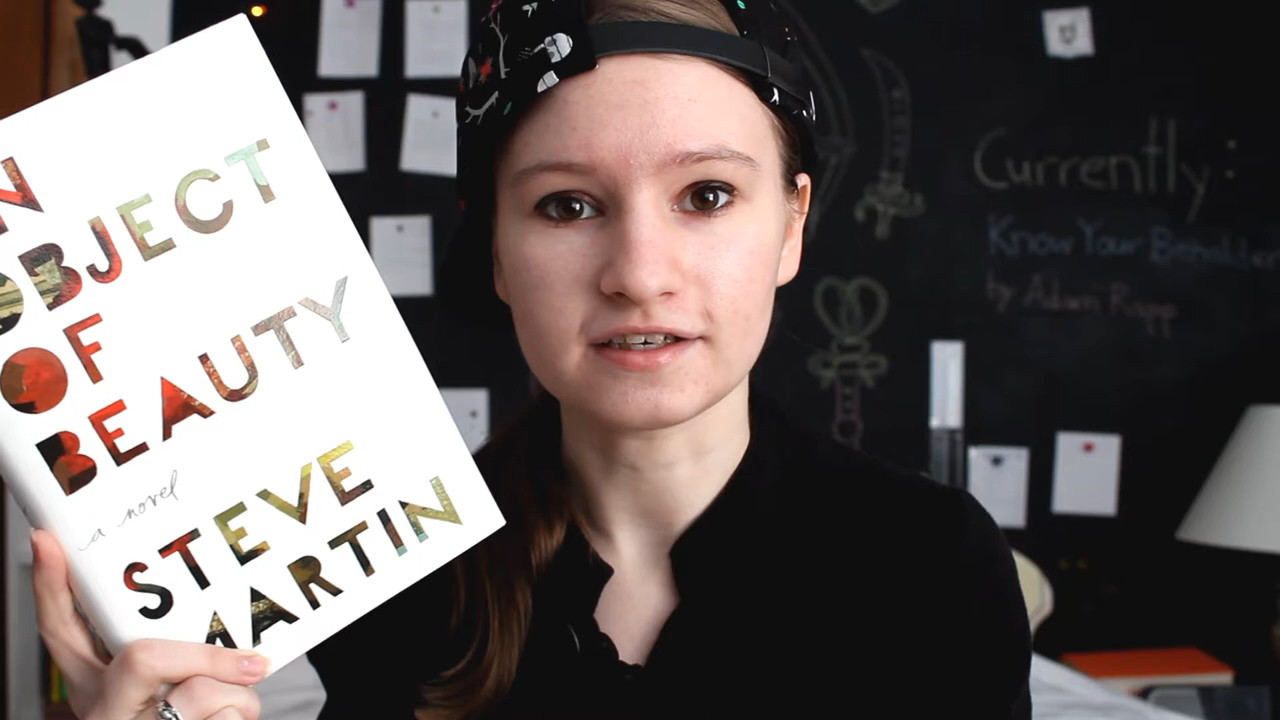 N
OBJECT
OF
BEAUTY
a novel
STEVE
MARTIN
Currently:
Know Your Beholder
by Adam Rapp